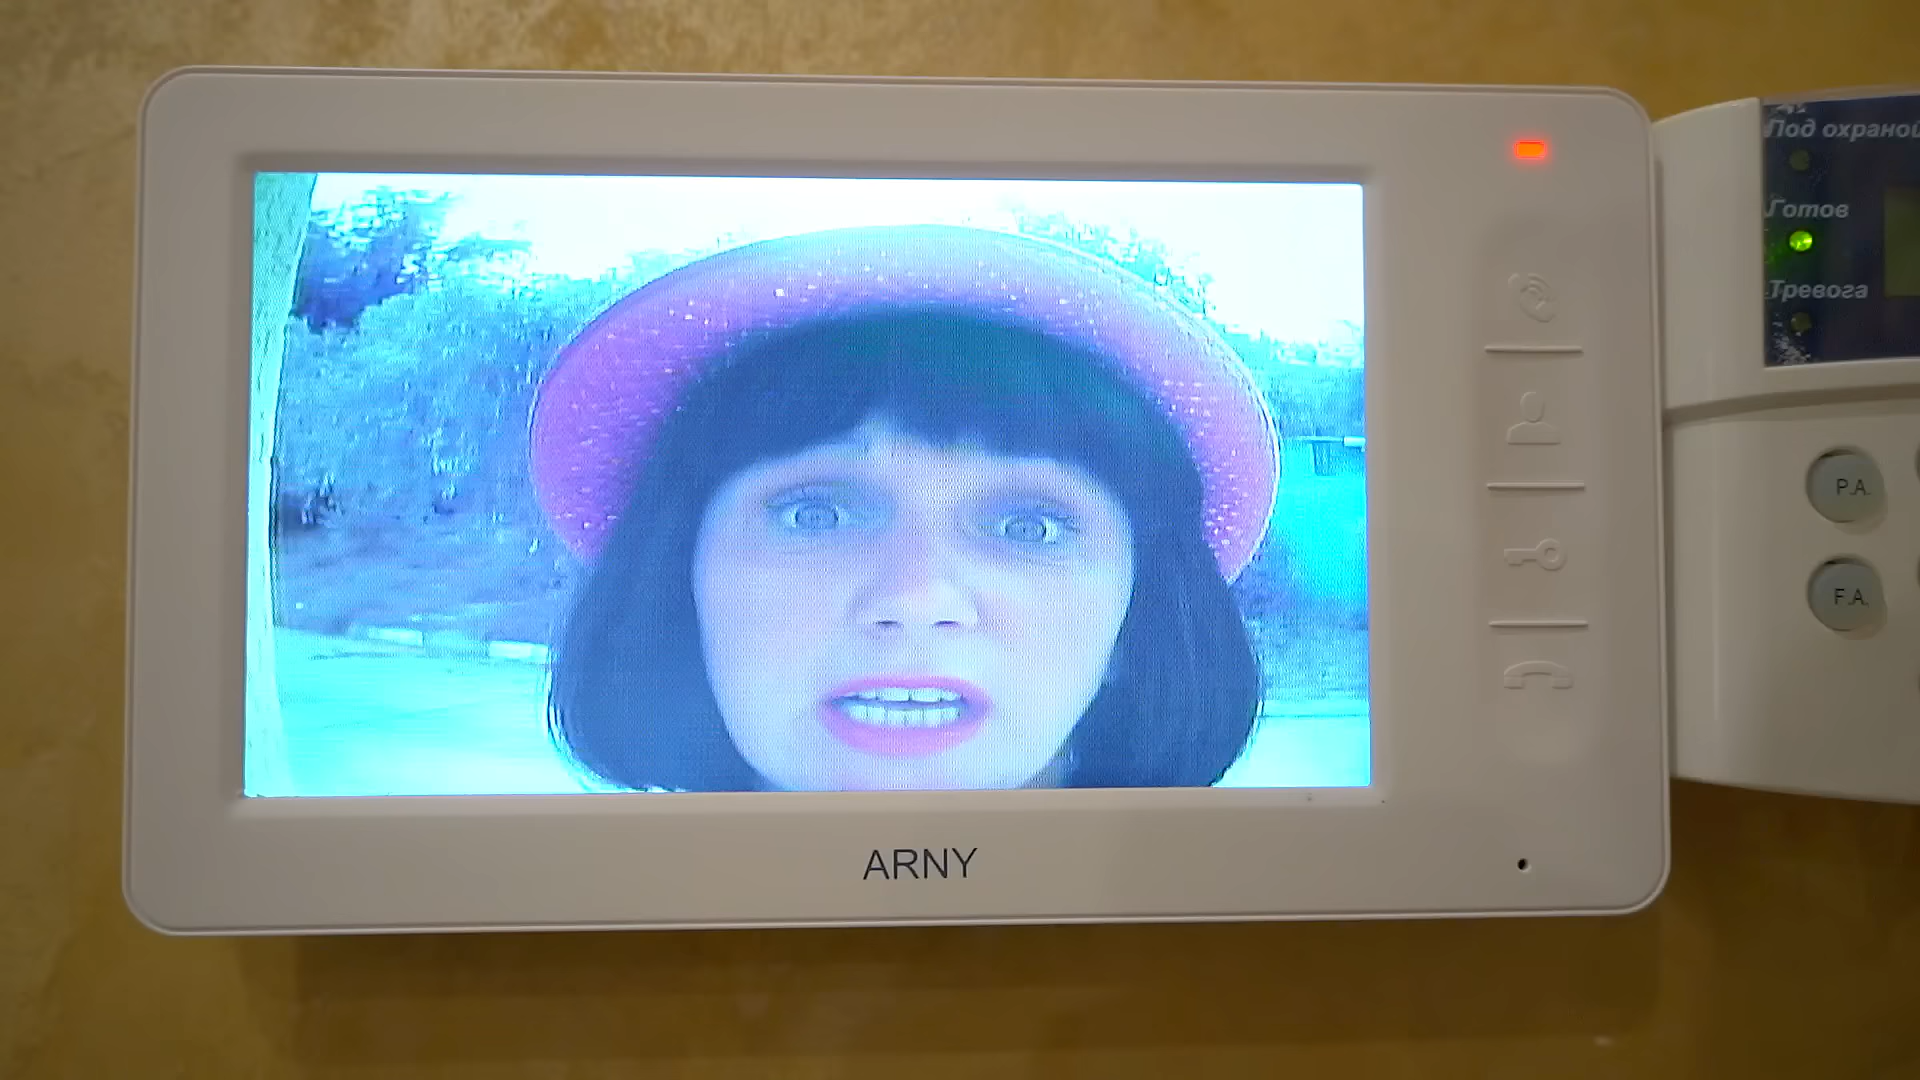 Под охраной
Готов
Тревога
P.A.
F.A.
ARNY